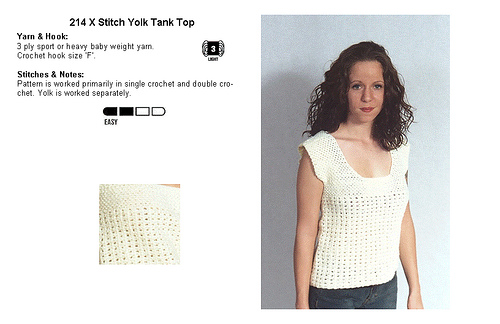 214 X Stitch Yolk Tank Top
Yarn & Hook:
3 ply sport or heavy baby weight yarn.
Crochet hook size "F".
3
LIGHT
Stitches & Notes:
Pattern is worked primarily in single crochet and double cro-
chet. Yolk is worked separately.
EASY